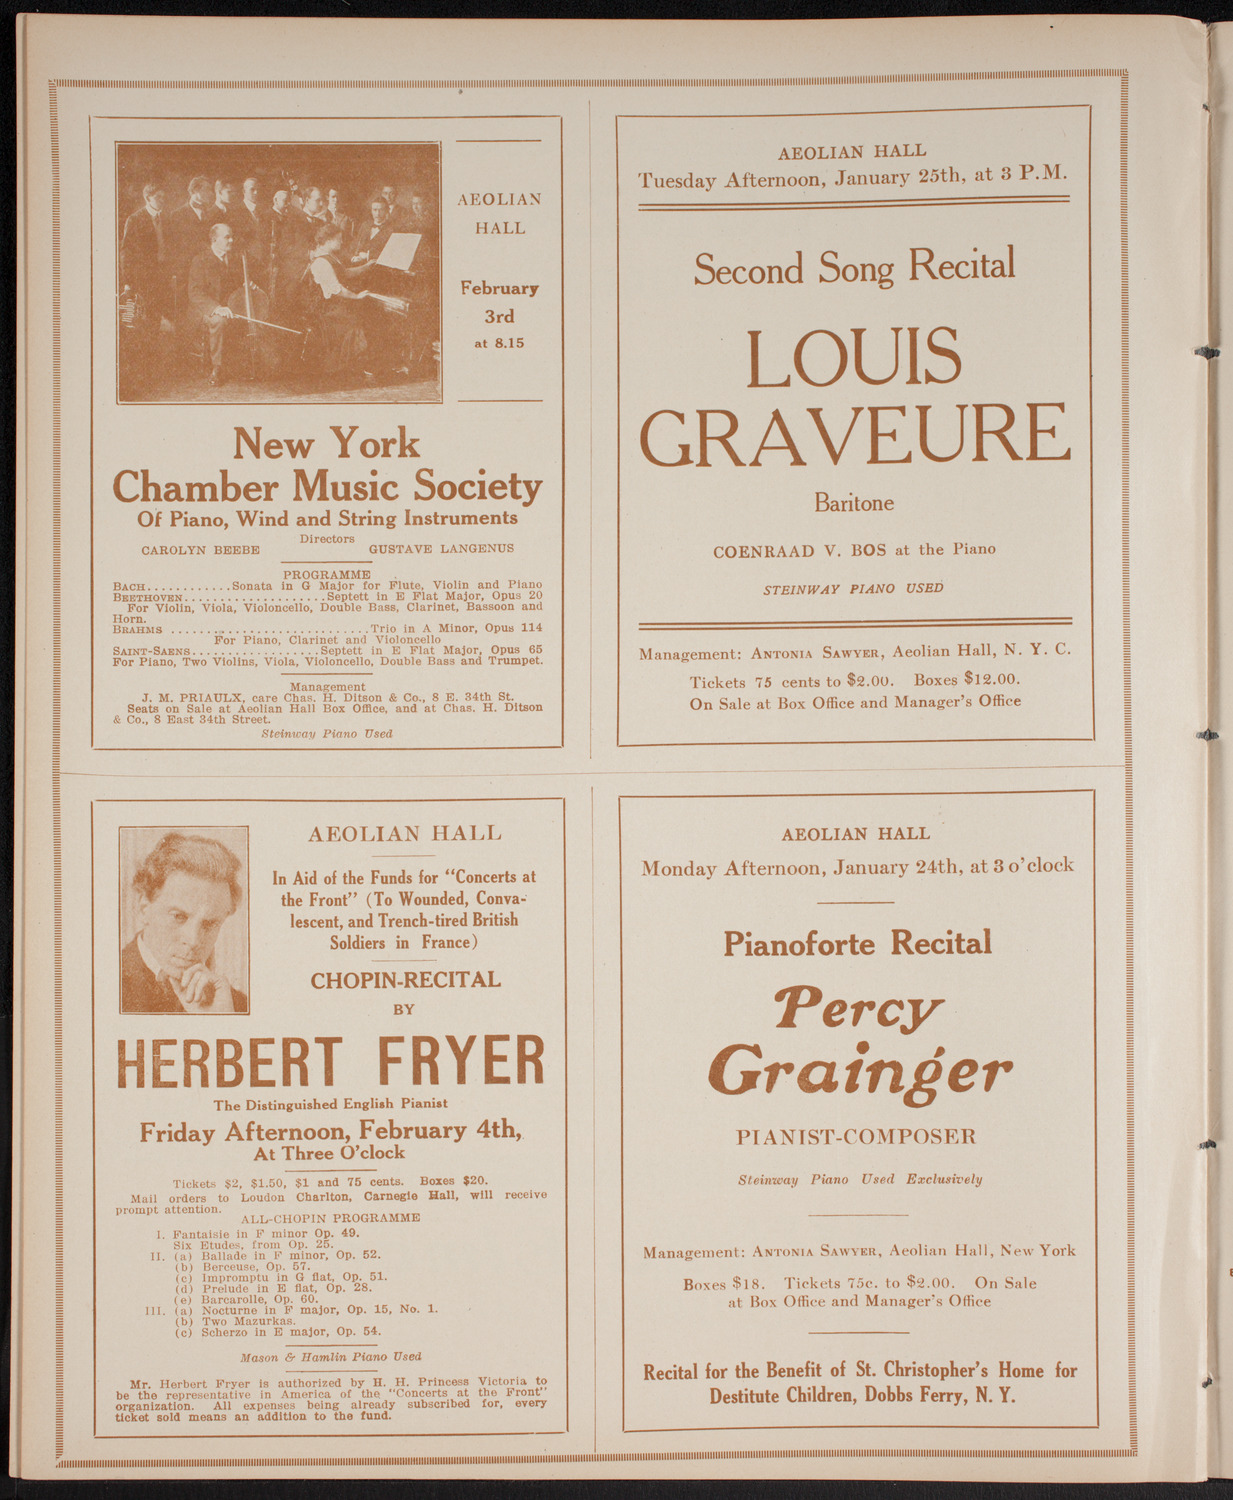 AEOLIAN
HALL
February
3rd
at 8.15
New York
Chamber Music Society
Of Piano, Wind and String Instruments
Directors
CAROLYN BEEBE GUSTAVE LANGENUS
PROGRAMME
BACH............Sonata in G Major for Flute, Violin and Piano
BEETHOVEN....................Septett in E Flat Major, Opus 20
For Violin, Viola, Violoncello, Double Bass, Clarinet, Bassoon and
Horn.
BRAHMS ............................Trio in A Minor, Opus 114
For Piano, Clarinet and Violoncello
SAINT-SAENS..................Septett in E Flat Major, Opus 65
For Piano, Two Violins, Viola, Violoncello, Double Bass and Trumpet.
Management
J. M. PRIAULX, care Chas. H. Ditson & Co., 8 E. 34th St.
Seats on Sale at Aeolian Hall Box Office, and at Chas. H. Ditson
& Co., 8 East 34th Street.
Steinway Piano Used
AEOLIAN HALL
Tuesday Afternoon, January 25th, at 3 P.M.
Second Song Recital
LOUIS
GRAVEURE
Baritone
COENRAAD V. BOS at the Piano
STEINWAY PIANO USED
Management: ANTONIA SAWYER, Aeolian Hall, N. Y. C.
Tickets 75 cents to $2.00. Boxes $12.00.
On Sale at Box Office and Manager's Office
AEOLIAN HALL
In Aid of the Funds for "Concerts at
the Front" (To Wounded, Conva-
lescent, and Trench-tired British
Soldiers in France)
CHOPIN-RECITAL
BY
HERBERT FRYER
The Distinguished English Pianist
Friday Afternoon, February 4th,
At Three O'clock
Tickets $2, $1.50, $1 and 75 cents. Boxes $20.
Mail orders to Loudon Charlton, Carnegie Hall, will receive
prompt attention.
ALL-CHOPIN PROGRAMME
I. Fantaisie in F minor Op. 49.
Six Etudes, from Op. 25.
II. (a) Ballade in F minor, Op. 52.
(b) Berceuse, Op. 57.
(c) Impromptu in G flat, Op. 51.
(d) Prelude in E flat, Op. 28.
(e) Barcarolle, Op. 60.
III. (a) Nocturne in F major, Op. 15, No. 1.
(b) Two Mazurkas.
(c) Scherzo in E major, Op. 54.
Mason & Hamlin Piano Used
Mr. Herbert Fryer is authorized by H. H. Princess Victoria to
be the representative in America of the "Concerts at the Front"
organization. All expenses being already subscribed for, every
ticket sold means an addition to the fund.
AEOLIAN HALL
Monday Afternoon, January 24th, at 3 o'clock
Pianoforte Recital
Percy
Grainger
PIANIST-COMPOSER
Steinway Piano Used Exclusively
Management: ANTONIA SAWYER, Aeolian Hall, New York
Boxes $18. Tickets 75c. to $2.00. On Sale
at Box Office and Manager's Office
Recital for the Benefit of St. Christopher's Home for
Destitute Children, Dobbs Ferry, N. Y.